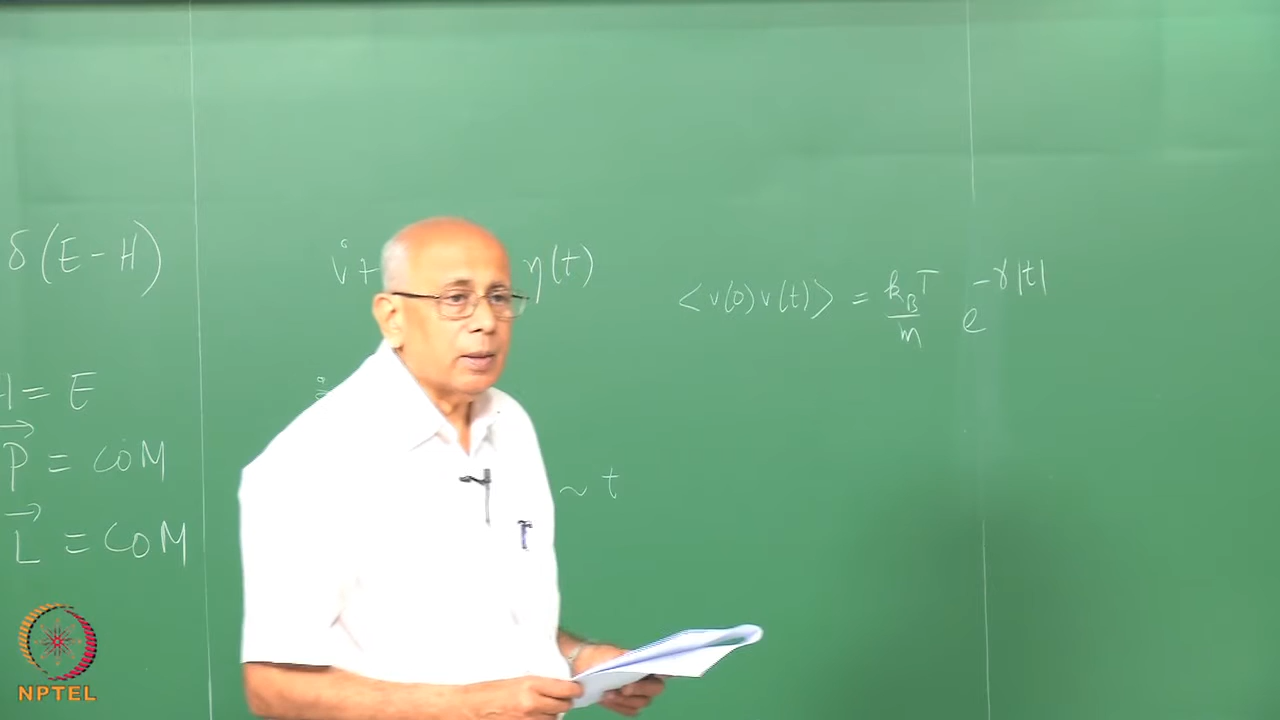 δ(E − H)
= E
P⃗ = COM
L⃗ = COM
v̇ +
η(t)
~ t
<v(0)v(t)> = k_BT/m e^{−γ|t|}
NPTEL